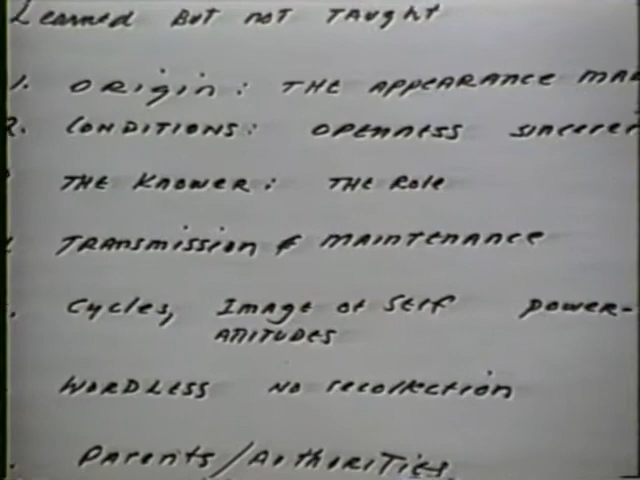 Learned But not Taught
1. Origin: The Appearance
2. Conditions: Openness
The Knower: The Role
Transmission & Maintenance
Cycles, Image of Self Power-
Atitudes
Wordless No recollection
Parents/Authorities